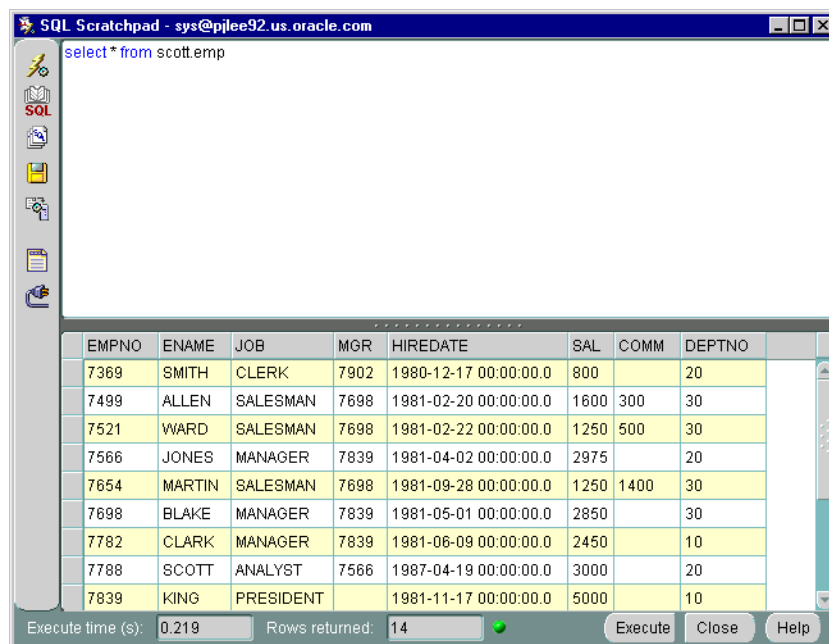 SQL Scratchpad - sys@pjlee92.us.oracle.com
select * from scott.emp
SQL
EMPNO ENAME JOB MGR HIREDATE SAL COMM DEPTNO
7369 SMITH CLERK 7902 1980-12-17 00:00:00.0 800 20
7499 ALLEN SALESMAN 7698 1981-02-20 00:00:00.0 1600 300 30
7521 WARD SALESMAN 7698 1981-02-22 00:00:00.0 1250 500 30
7566 JONES MANAGER 7839 1981-04-02 00:00:00.0 2975 20
7654 MARTIN SALESMAN 7698 1981-09-28 00:00:00.0 1250 1400 30
7698 BLAKE MANAGER 7839 1981-05-01 00:00:00.0 2850 30
7782 CLARK MANAGER 7839 1981-06-09 00:00:00.0 2450 10
7788 SCOTT ANALYST 7566 1987-04-19 00:00:00.0 3000 20
7839 KING PRESIDENT 1981-11-17 00:00:00.0 5000 10
Execute time (s): 0.219 Rows returned: 14 Execute Close Help